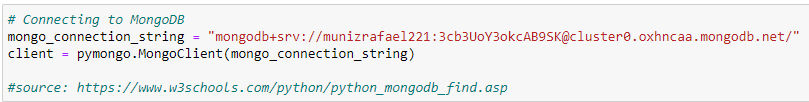 # Connecting to MongoDB
mongo_connection_string = "mongodb+srv://munizrafael221:3cb3UoY3okcAB9SK@cluster0.oxhncaa.mongodb.net/"
client = pymongo.MongoClient(mongo_connection_string)
#source: https://www.w3schools.com/python/python_mongodb_find.asp